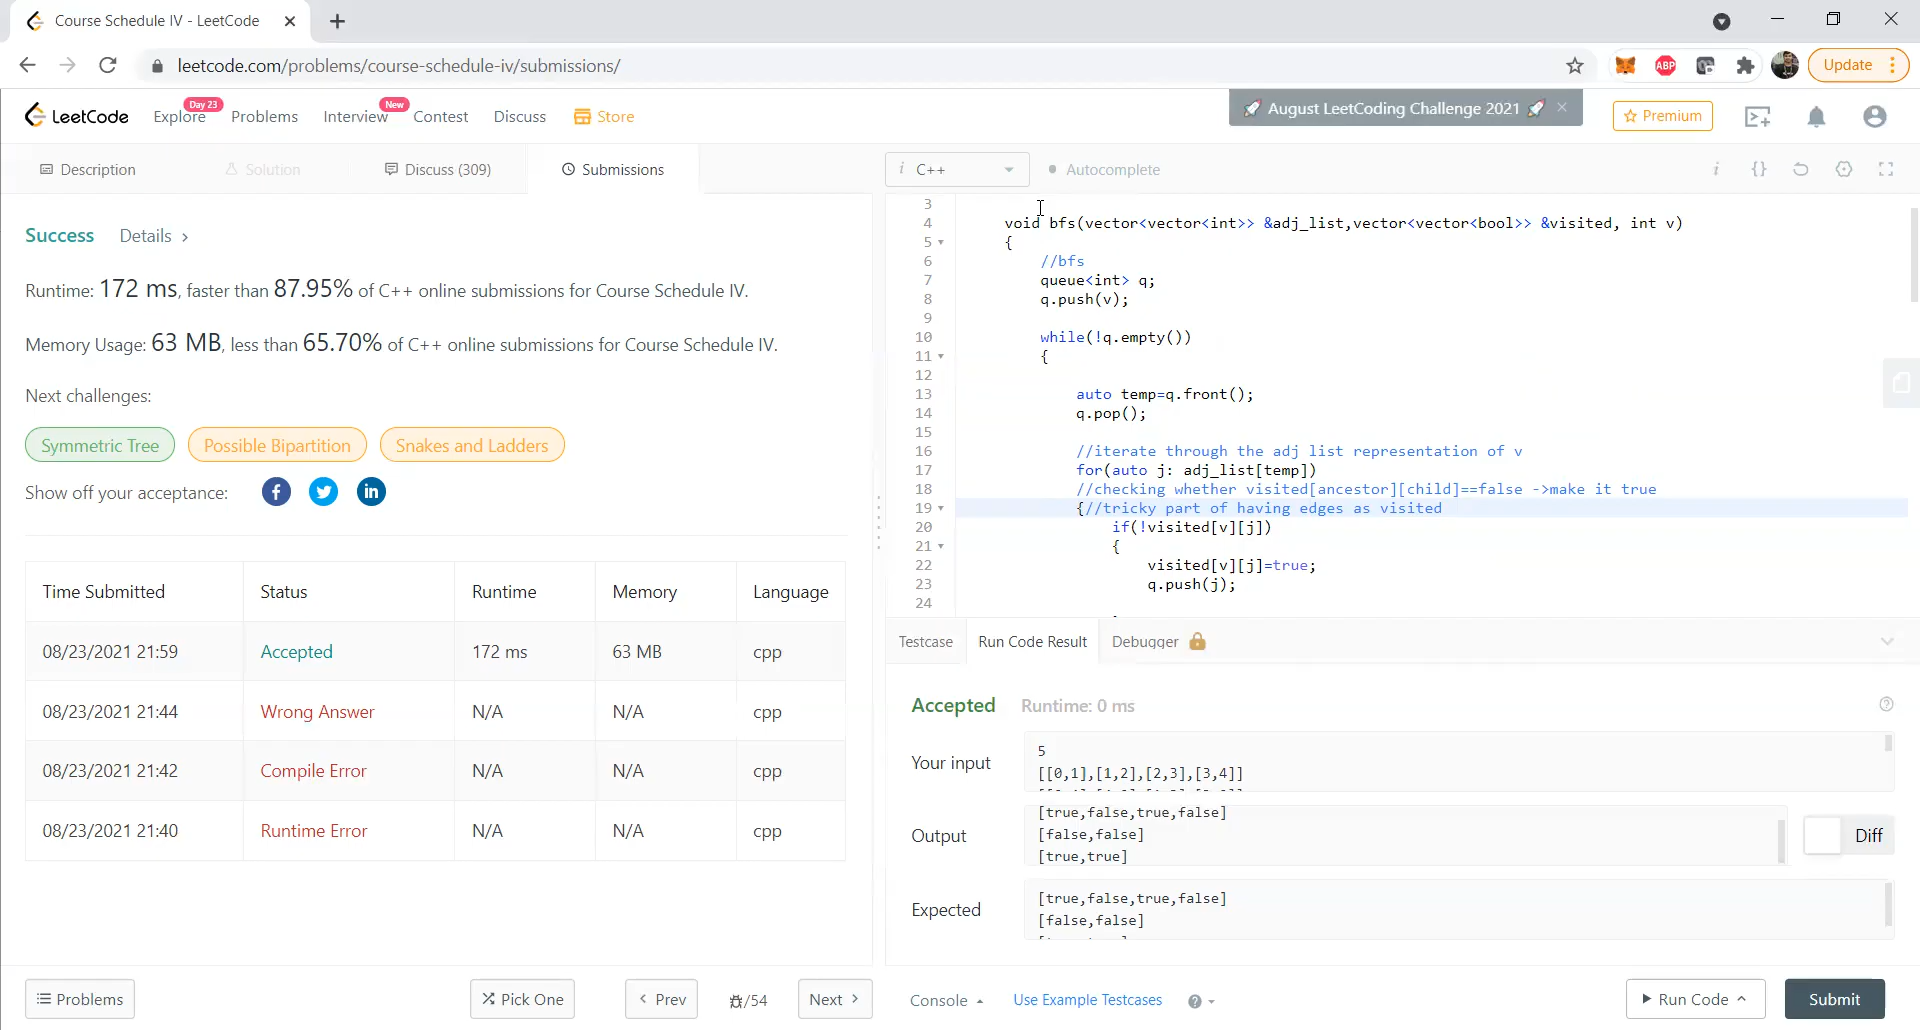 Course Schedule IV - LeetCode
leetcode.com/problems/course-schedule-iv/submissions/
ABP
Update
LeetCode
Explore
Day 23
Problems
Interview
New
Contest
Discuss
Store
🚀 August LeetCoding Challenge 2021 🚀
Premium
Description
Solution
Discuss (309)
Submissions
i C++
Autocomplete
Success
Details >
Runtime: 172 ms, faster than 87.95% of C++ online submissions for Course Schedule IV.
Memory Usage: 63 MB, less than 65.70% of C++ online submissions for Course Schedule IV.
Next challenges:
Symmetric Tree
Possible Bipartition
Snakes and Ladders
Show off your acceptance:
Time Submitted Status Runtime Memory Language
08/23/2021 21:59 Accepted 172 ms 63 MB cpp
08/23/2021 21:44 Wrong Answer N/A N/A cpp
08/23/2021 21:42 Compile Error N/A N/A cpp
08/23/2021 21:40 Runtime Error N/A N/A cpp
Problems
Pick One
< Prev
/54
Next >
3
4 void bfs(vector<vector<int>> &adj_list,vector<vector<bool>> &visited, int v)
5 {
6 //bfs
7 queue<int> q;
8 q.push(v);
9
10 while(!q.empty())
11 {
12
13 auto temp=q.front();
14 q.pop();
15
16 //iterate through the adj list representation of v
17 for(auto j: adj_list[temp])
18 //checking whether visited[ancestor][child]==false ->make it true
19 {//tricky part of having edges as visited
20 if(!visited[v][j])
21 {
22 visited[v][j]=true;
23 q.push(j);
24
Testcase
Run Code Result
Debugger
Accepted
Runtime: 0 ms
Your input
5
[[0,1],[1,2],[2,3],[3,4]]
Output
[true,false,true,false]
[false,false]
[true,true]
Diff
Expected
[true,false,true,false]
[false,false]
Console
Use Example Testcases
Run Code
Submit